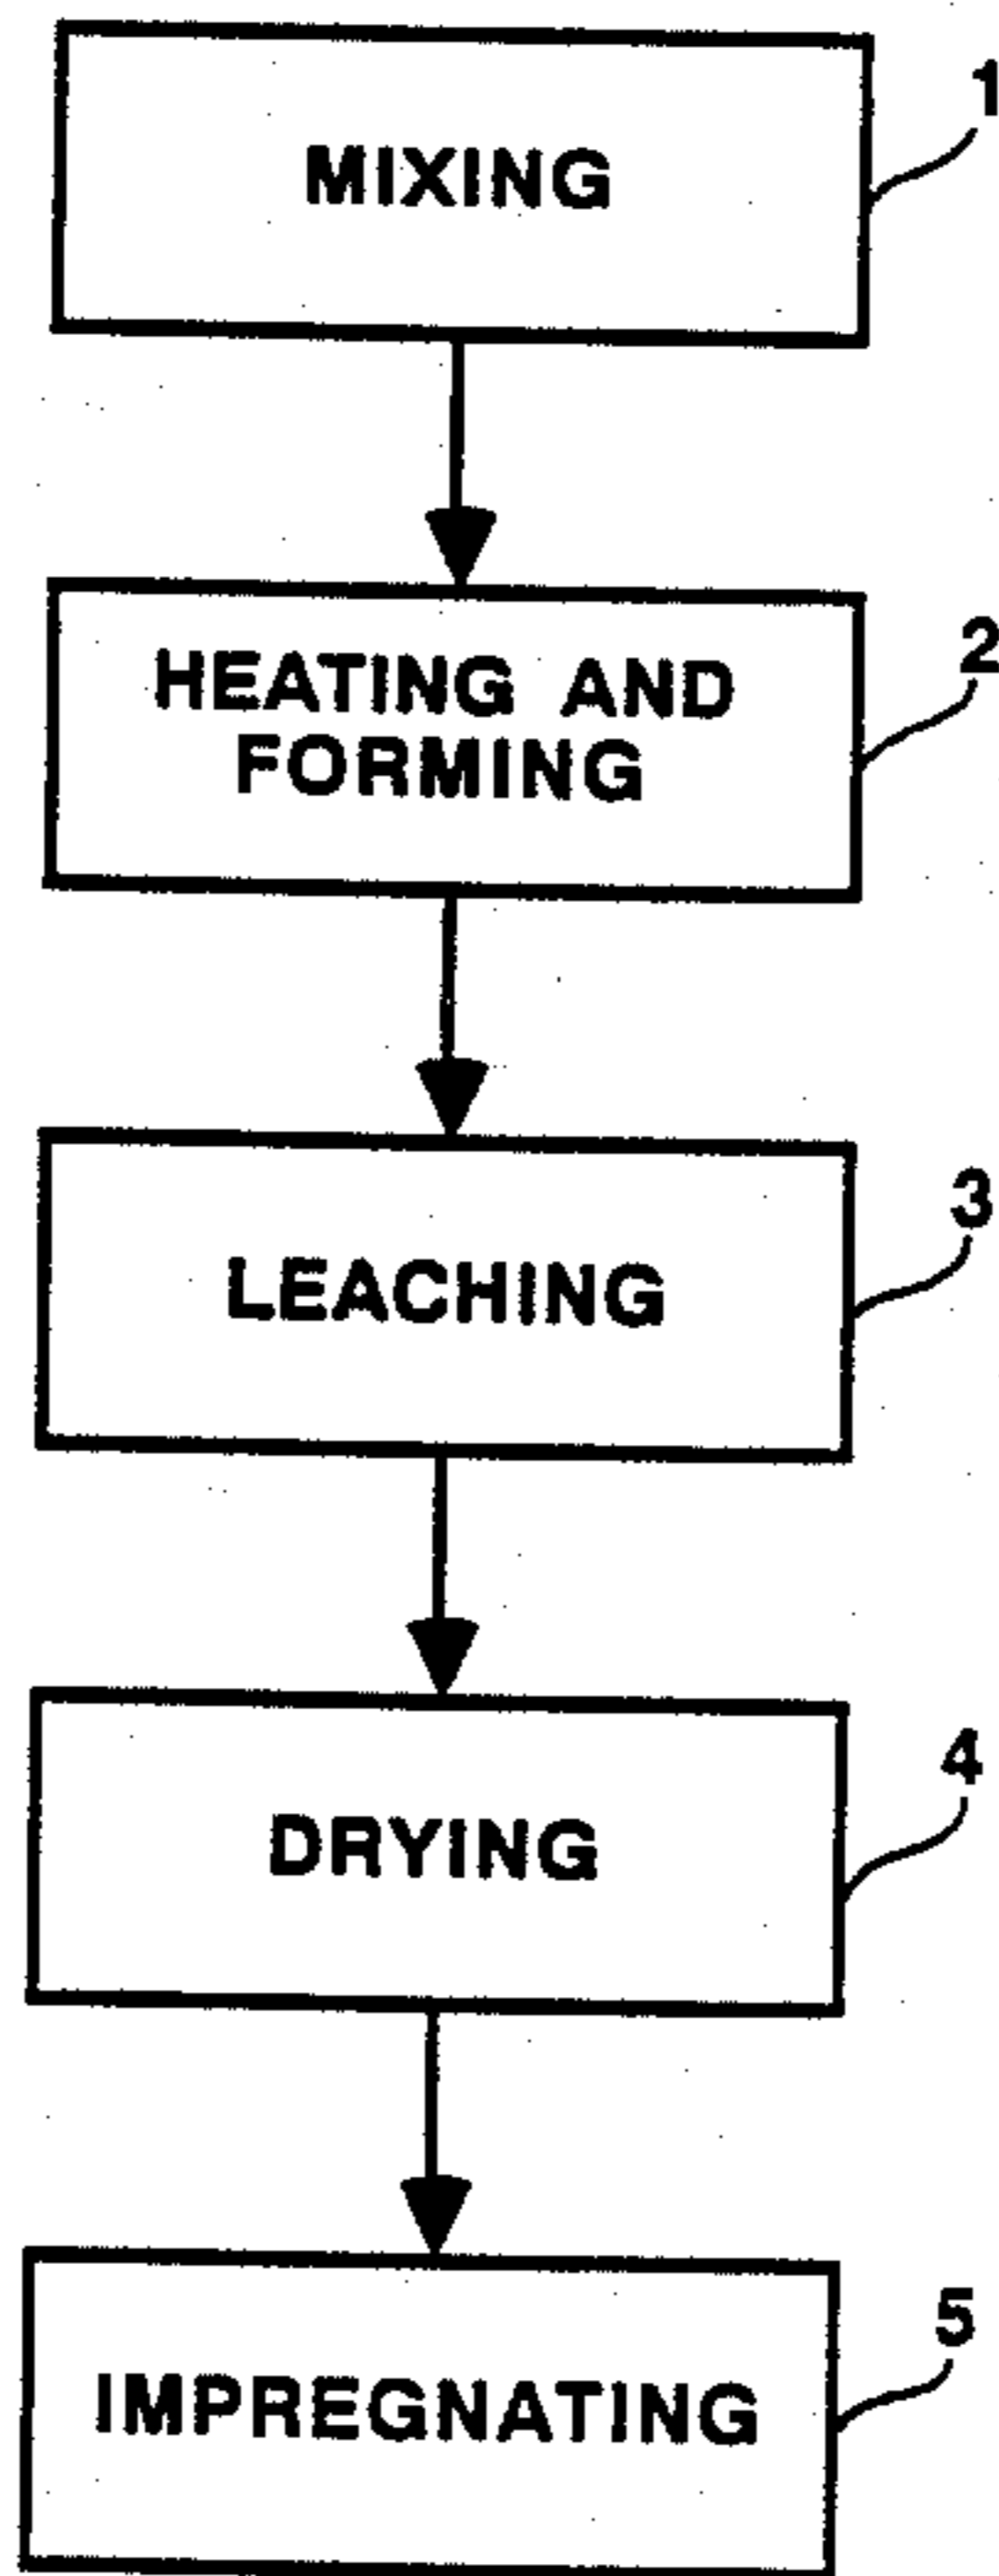 MIXING
1
HEATING AND
FORMING
2
LEACHING
3
DRYING
4
IMPREGNATING
5